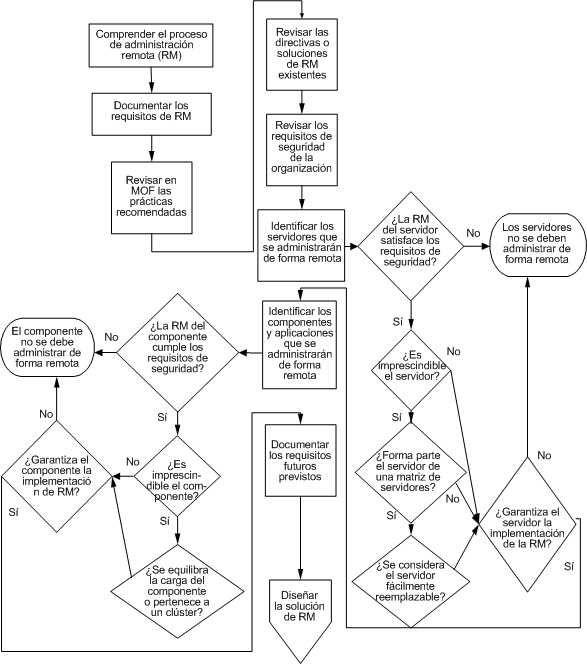 Comprender el proceso
de administración
remota (RM)
Documentar los
requisitos de RM
Revisar en
MOF las
prácticas
recomendadas
Revisar las
directivas o
soluciones
de RM
existentes
Revisar los
requisitos de
seguridad
de la
organización
Identificar los
servidores que
se administrarán
de forma remota
¿La RM
del servidor
satisface los
requisitos de
seguridad?
No
Los servidores
no se deben
administrar de
forma remota
Sí
¿Es
imprescindible
el servidor?
No
Sí
¿Forma parte
el servidor de
una matriz de
servidores?
No
Sí
¿Se considera
el servidor
fácilmente
reemplazable?
¿Garantiza el
servidor la
implementación
de la RM?
No
Sí
Identificar los
componentes
y aplicaciones
que se
administrarán
de forma
remota
¿La RM del
componente
cumple los
requisitos de
seguridad?
No
El componente
no se debe
administrar de
forma remota
Sí
¿Es
imprescin-
dible el com-
ponente?
No
Sí
¿Se equilibra
la carga del
componente
o pertenece a
un clúster?
¿Garantiza el
componente la
implementació
n de RM?
No
Sí
Documentar
los requisitos
futuros
previstos
Diseñar
la solución
de RM